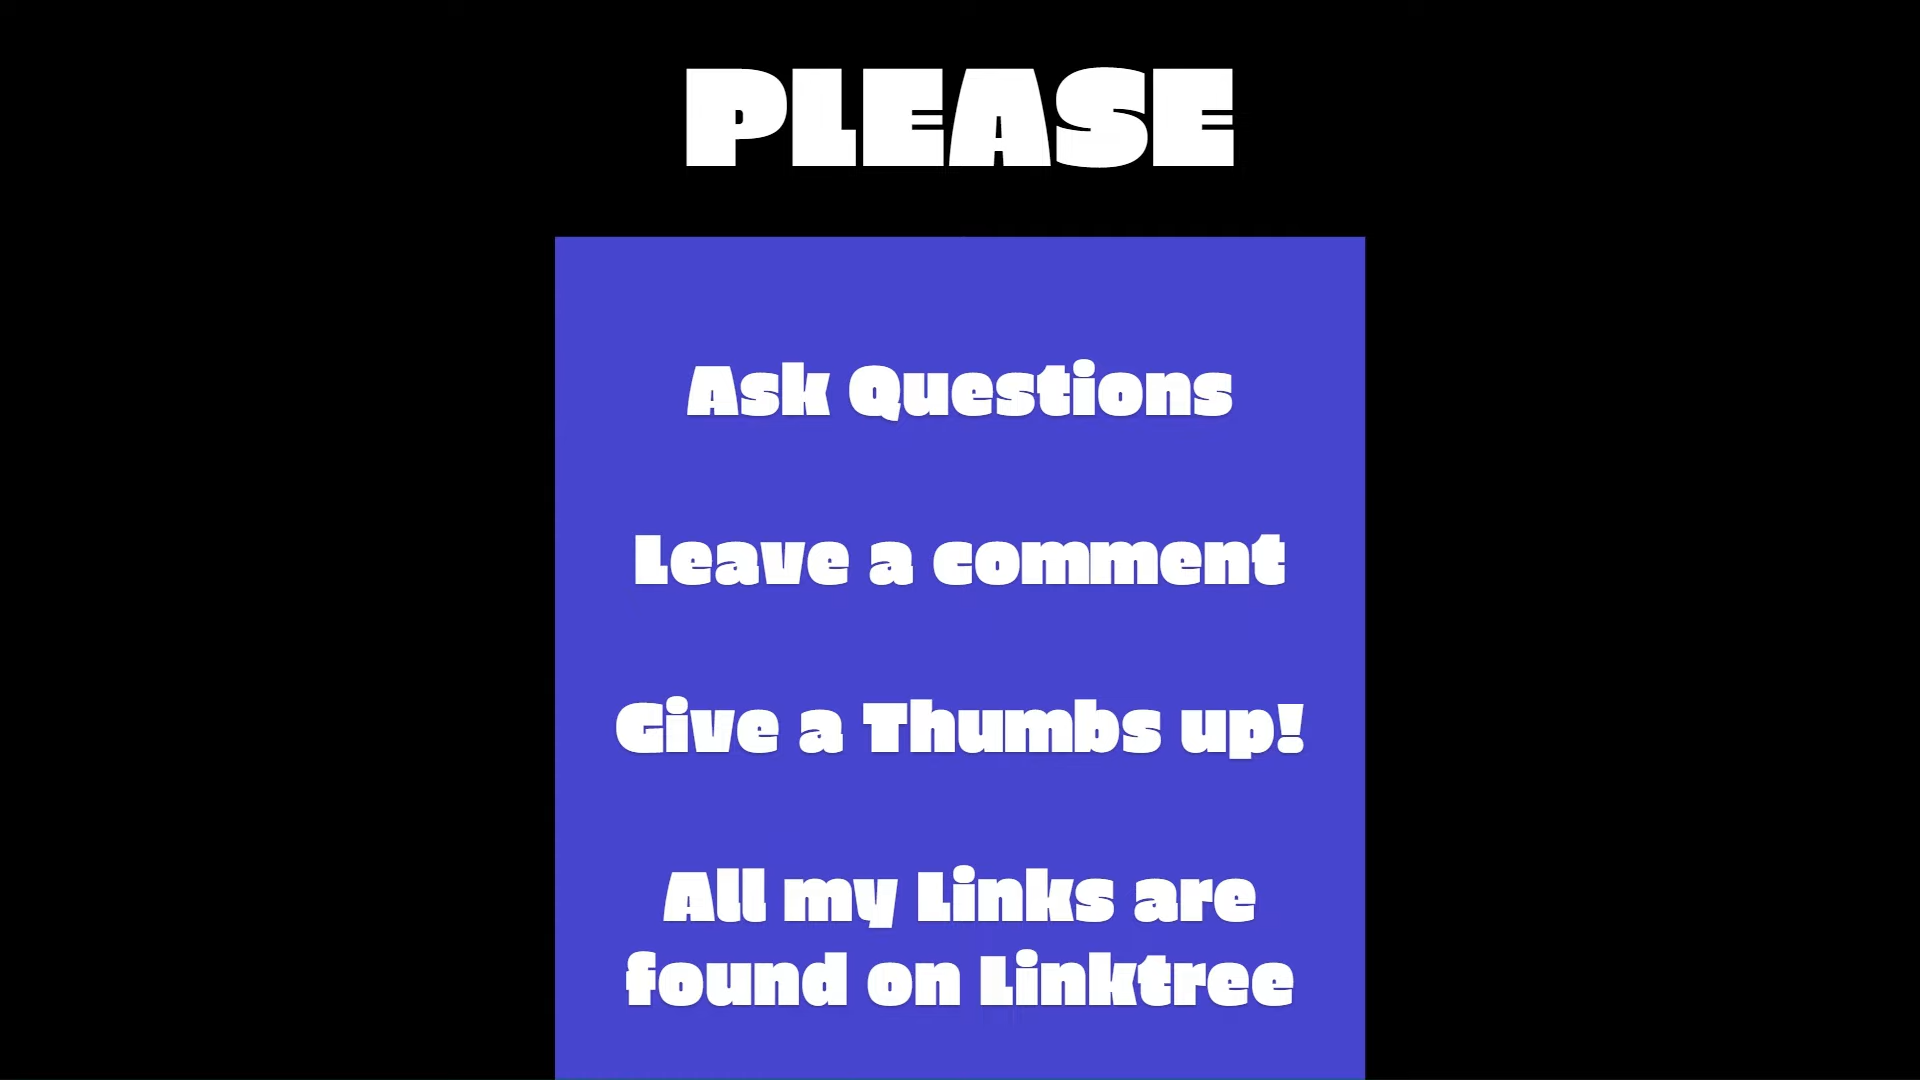 PLEASE
Ask Questions
Leave a comment
Give a Thumbs up!
All my Links are
found on Linktree